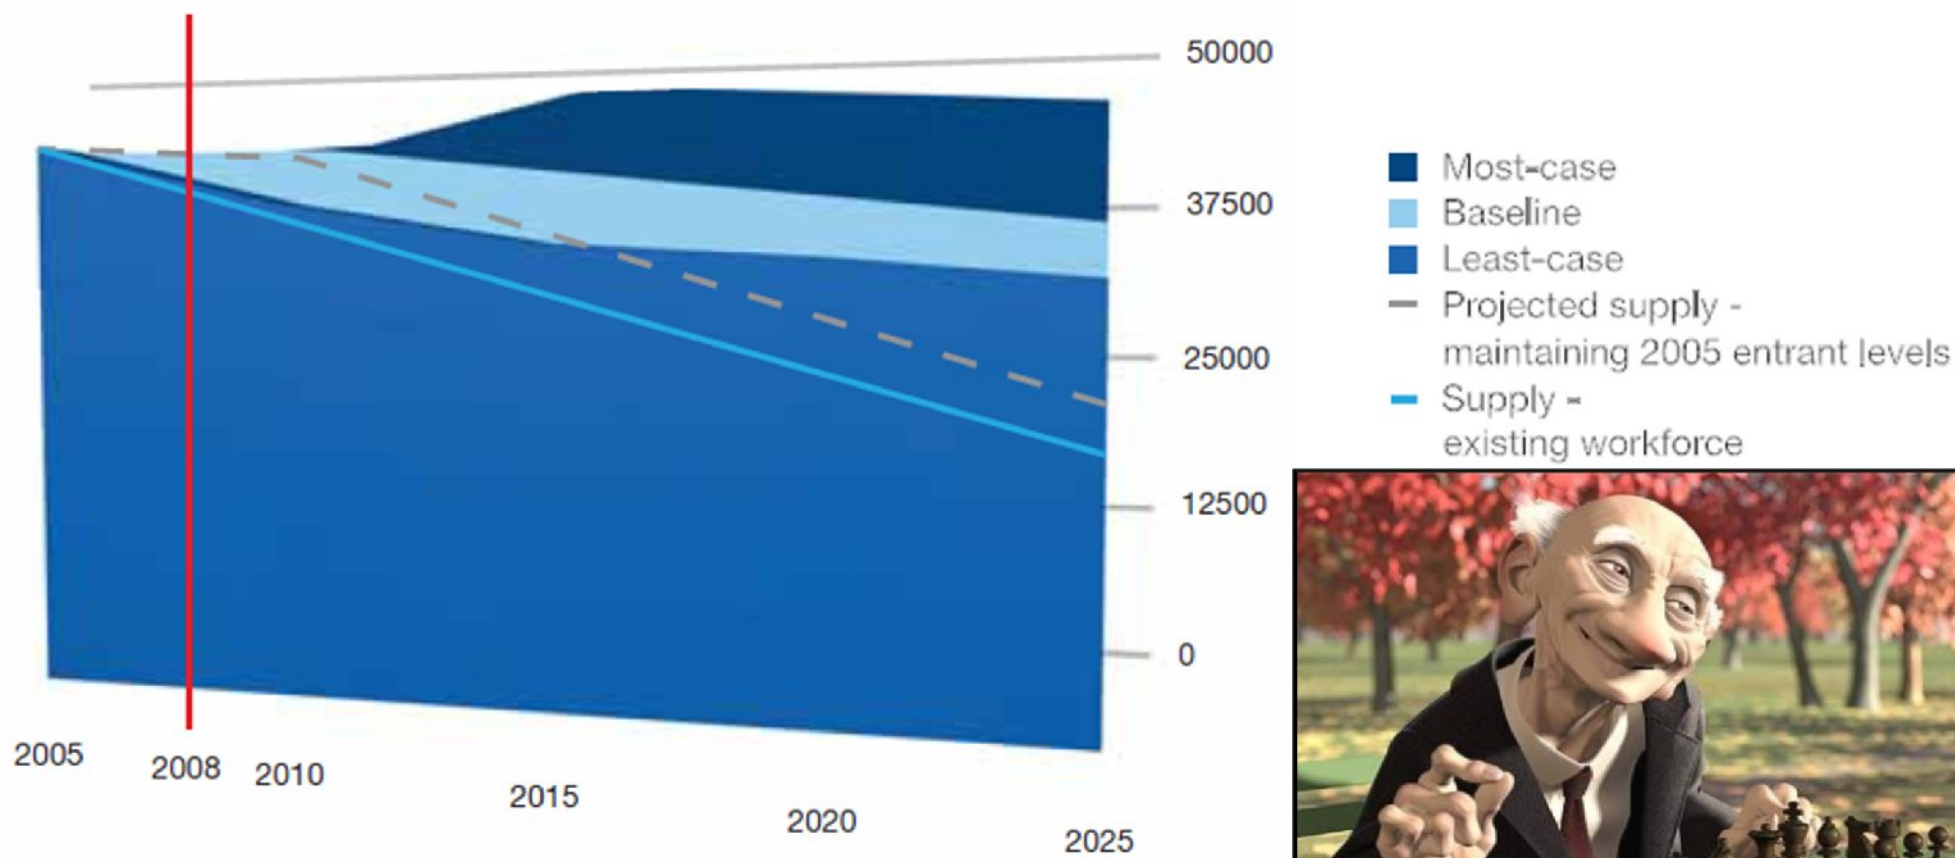 50000
37500
25000
12500
0
2005
2008
2010
2015
2020
2025
Most-case
Baseline
Least-case
Projected supply -
maintaining 2005 entrant levels
Supply -
existing workforce